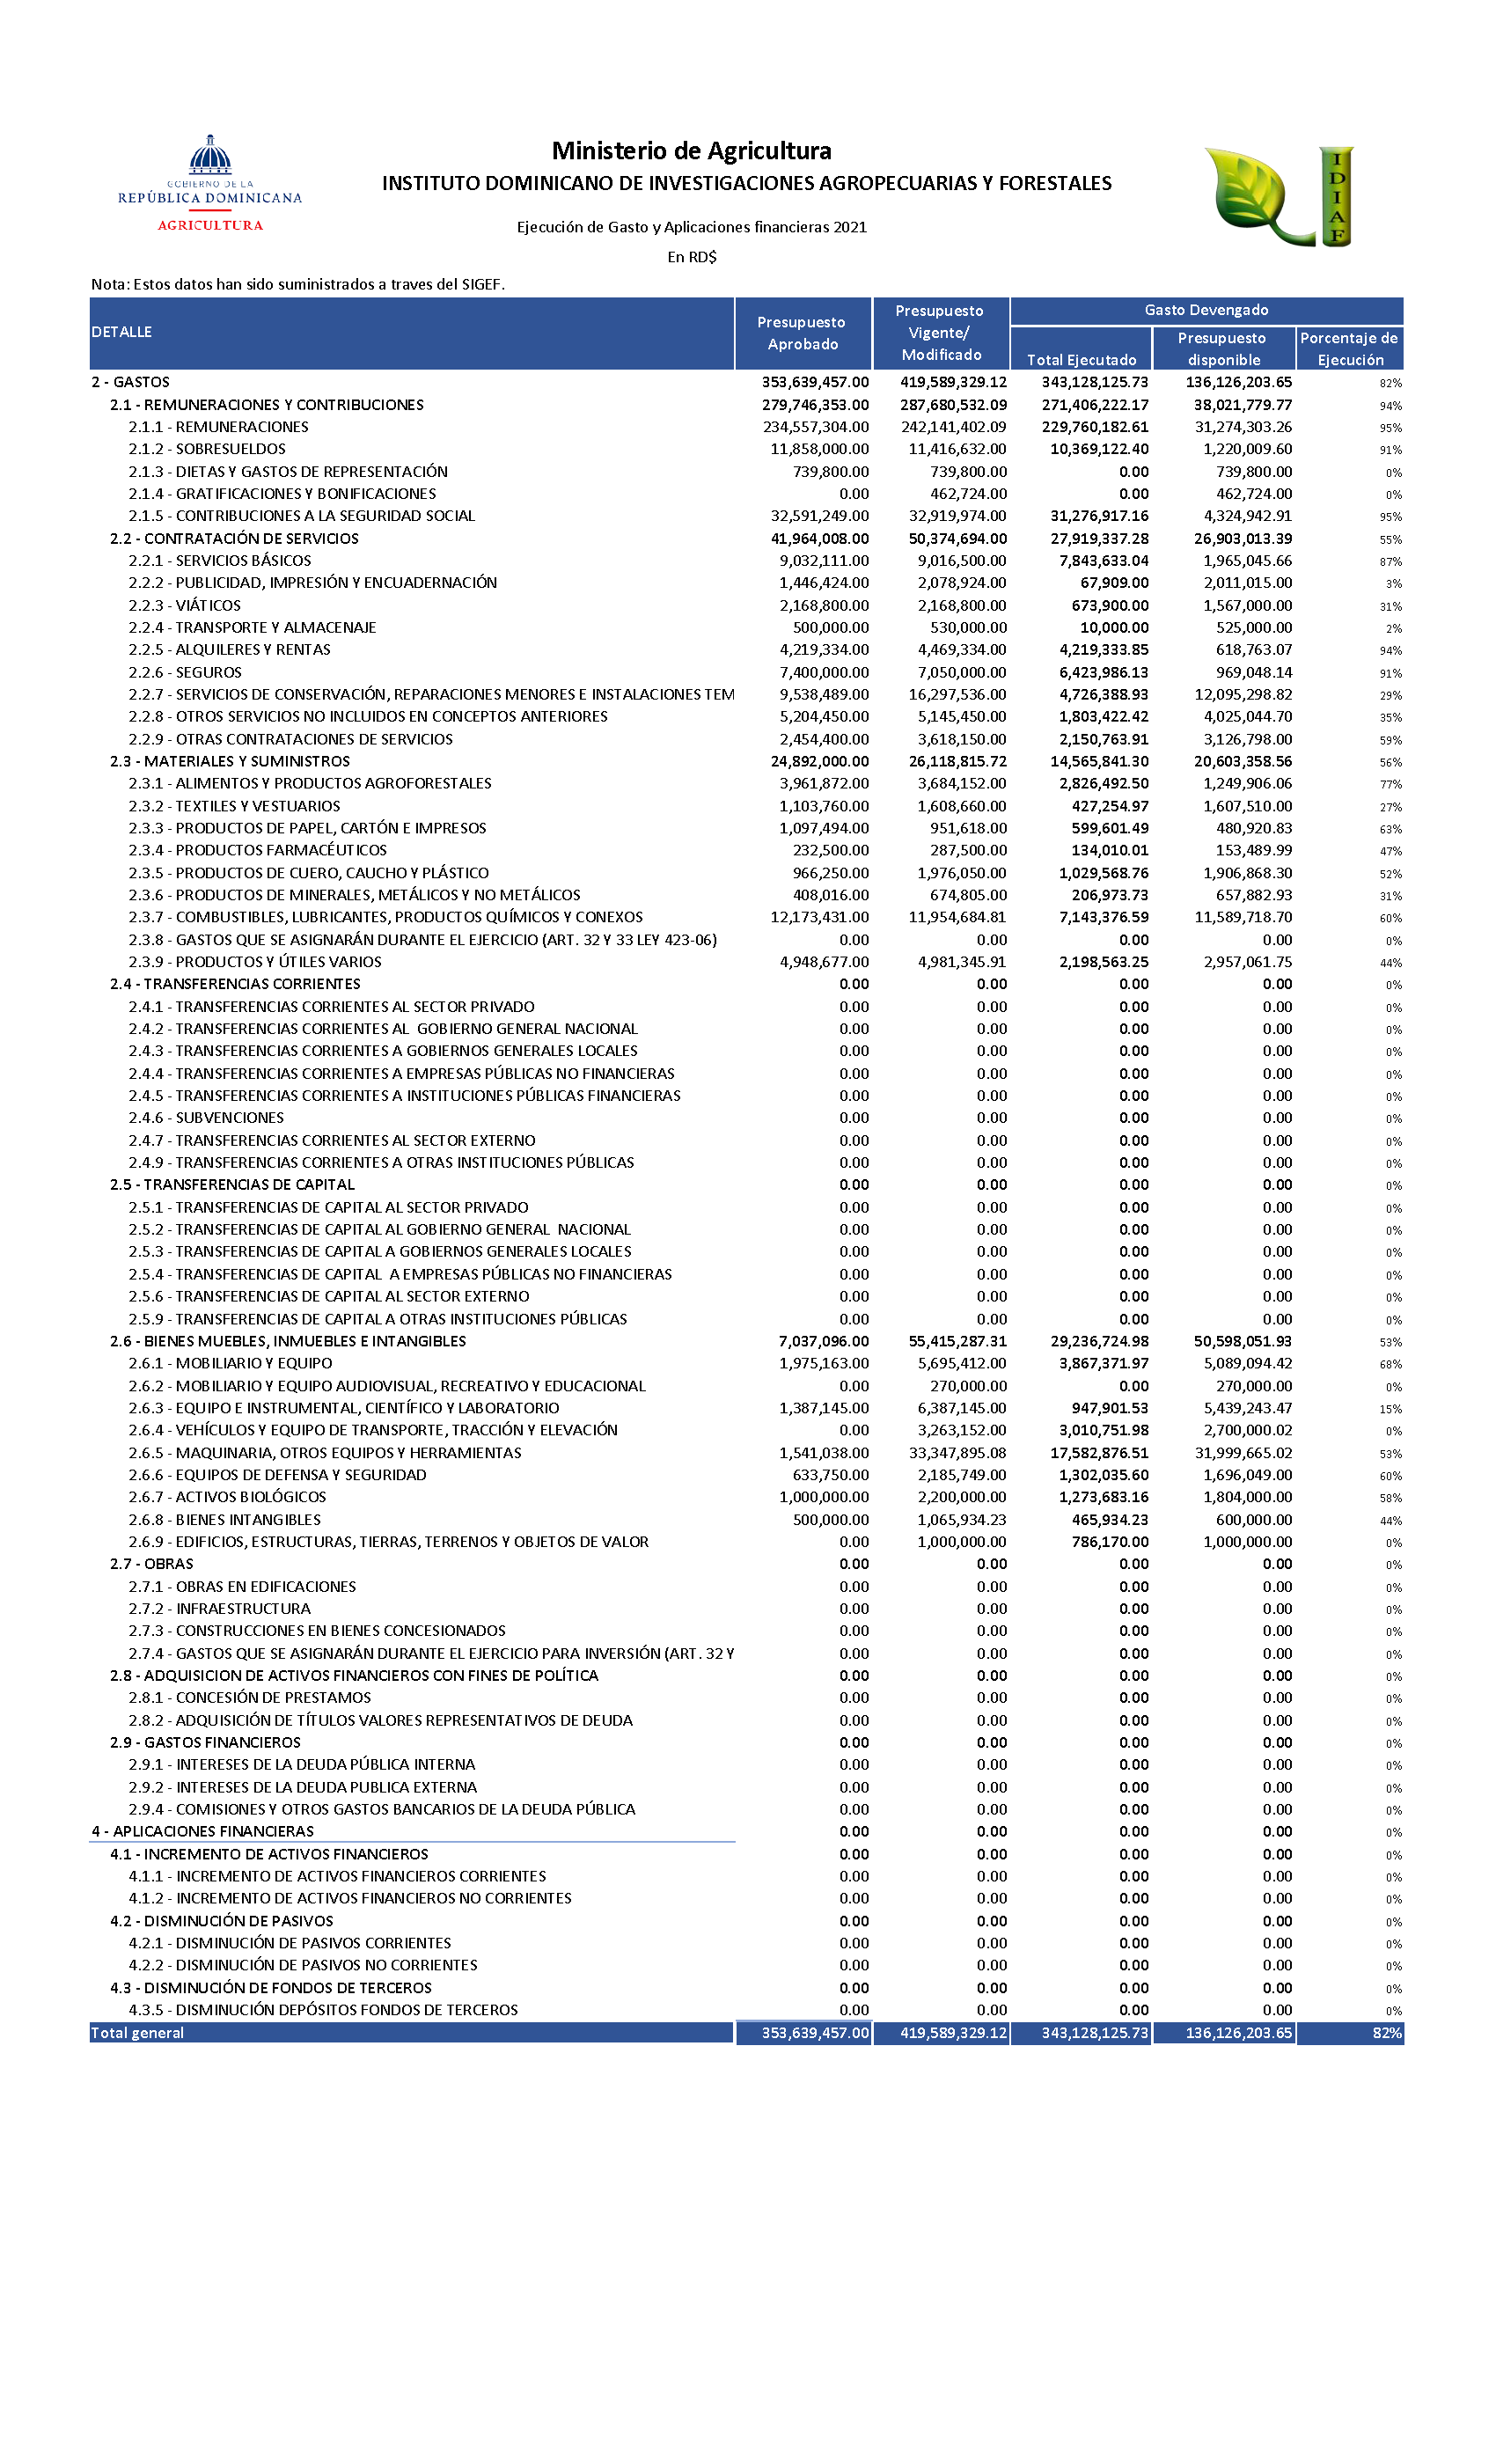 Ministerio de Agricultura
INSTITUTO DOMINICANO DE INVESTIGACIONES AGROPECUARIAS Y FORESTALES
GOBIERNO DE LA
REPÚBLICA DOMINICANA
AGRICULTURA
IDIAF
Ejecución de Gasto y Aplicaciones financieras 2021
En RD$
Nota: Estos datos han sido suministrados a traves del SIGEF.
DETALLE Presupuesto Aprobado Presupuesto Vigente/ Modificado Gasto Devengado
Total Ejecutado Presupuesto disponible Porcentaje de Ejecución
2 - GASTOS 353,639,457.00 419,589,329.12 343,128,125.73 136,126,203.65 82%
2.1 - REMUNERACIONES Y CONTRIBUCIONES 279,746,353.00 287,680,532.09 271,406,222.17 38,021,779.77 94%
2.1.1 - REMUNERACIONES 234,557,304.00 242,141,402.09 229,760,182.61 31,274,303.26 95%
2.1.2 - SOBRESUELDOS 11,858,000.00 11,416,632.00 10,369,122.40 1,220,009.60 91%
2.1.3 - DIETAS Y GASTOS DE REPRESENTACIÓN 739,800.00 739,800.00 0.00 739,800.00 0%
2.1.4 - GRATIFICACIONES Y BONIFICACIONES 0.00 462,724.00 0.00 462,724.00 0%
2.1.5 - CONTRIBUCIONES A LA SEGURIDAD SOCIAL 32,591,249.00 32,919,974.00 31,276,917.16 4,324,942.91 95%
2.2 - CONTRATACIÓN DE SERVICIOS 41,964,008.00 50,374,694.00 27,919,337.28 26,903,013.39 55%
2.2.1 - SERVICIOS BÁSICOS 9,032,111.00 9,016,500.00 7,843,633.04 1,965,045.66 87%
2.2.2 - PUBLICIDAD, IMPRESIÓN Y ENCUADERNACIÓN 1,446,424.00 2,078,924.00 67,909.00 2,011,015.00 3%
2.2.3 - VIÁTICOS 2,168,800.00 2,168,800.00 673,900.00 1,567,000.00 31%
2.2.4 - TRANSPORTE Y ALMACENAJE 500,000.00 530,000.00 10,000.00 525,000.00 2%
2.2.5 - ALQUILERES Y RENTAS 4,219,334.00 4,469,334.00 4,219,333.85 618,763.07 94%
2.2.6 - SEGUROS 7,400,000.00 7,050,000.00 6,423,986.13 969,048.14 91%
2.2.7 - SERVICIOS DE CONSERVACIÓN, REPARACIONES MENORES E INSTALACIONES TEM 9,538,489.00 16,297,536.00 4,726,388.93 12,095,298.82 29%
2.2.8 - OTROS SERVICIOS NO INCLUIDOS EN CONCEPTOS ANTERIORES 5,204,450.00 5,145,450.00 1,803,422.42 4,025,044.70 35%
2.2.9 - OTRAS CONTRATACIONES DE SERVICIOS 2,454,400.00 3,618,150.00 2,150,763.91 3,126,798.00 59%
2.3 - MATERIALES Y SUMINISTROS 24,892,000.00 26,118,815.72 14,565,841.30 20,603,358.56 56%
2.3.1 - ALIMENTOS Y PRODUCTOS AGROFORESTALES 3,961,872.00 3,684,152.00 2,826,492.50 1,249,906.06 77%
2.3.2 - TEXTILES Y VESTUARIOS 1,103,760.00 1,608,660.00 427,254.97 1,607,510.00 27%
2.3.3 - PRODUCTOS DE PAPEL, CARTÓN E IMPRESOS 1,097,494.00 951,618.00 599,601.49 480,920.83 63%
2.3.4 - PRODUCTOS FARMACÉUTICOS 232,500.00 287,500.00 134,010.01 153,489.99 47%
2.3.5 - PRODUCTOS DE CUERO, CAUCHO Y PLÁSTICO 966,250.00 1,976,050.00 1,029,568.76 1,906,868.30 52%
2.3.6 - PRODUCTOS DE MINERALES, METÁLICOS Y NO METÁLICOS 408,016.00 674,805.00 206,973.73 657,882.93 31%
2.3.7 - COMBUSTIBLES, LUBRICANTES, PRODUCTOS QUÍMICOS Y CONEXOS 12,173,431.00 11,954,684.81 7,143,376.59 11,589,718.70 60%
2.3.8 - GASTOS QUE SE ASIGNARÁN DURANTE EL EJERCICIO (ART. 32 Y 33 LEY 423-06) 0.00 0.00 0.00 0.00 0%
2.3.9 - PRODUCTOS Y ÚTILES VARIOS 4,948,677.00 4,981,345.91 2,198,563.25 2,957,061.75 44%
2.4 - TRANSFERENCIAS CORRIENTES 0.00 0.00 0.00 0.00 0%
2.4.1 - TRANSFERENCIAS CORRIENTES AL SECTOR PRIVADO 0.00 0.00 0.00 0.00 0%
2.4.2 - TRANSFERENCIAS CORRIENTES AL  GOBIERNO GENERAL NACIONAL 0.00 0.00 0.00 0.00 0%
2.4.3 - TRANSFERENCIAS CORRIENTES A GOBIERNOS GENERALES LOCALES 0.00 0.00 0.00 0.00 0%
2.4.4 - TRANSFERENCIAS CORRIENTES A EMPRESAS PÚBLICAS NO FINANCIERAS 0.00 0.00 0.00 0.00 0%
2.4.5 - TRANSFERENCIAS CORRIENTES A INSTITUCIONES PÚBLICAS FINANCIERAS 0.00 0.00 0.00 0.00 0%
2.4.6 - SUBVENCIONES 0.00 0.00 0.00 0.00 0%
2.4.7 - TRANSFERENCIAS CORRIENTES AL SECTOR EXTERNO 0.00 0.00 0.00 0.00 0%
2.4.9 - TRANSFERENCIAS CORRIENTES A OTRAS INSTITUCIONES PÚBLICAS 0.00 0.00 0.00 0.00 0%
2.5 - TRANSFERENCIAS DE CAPITAL 0.00 0.00 0.00 0.00 0%
2.5.1 - TRANSFERENCIAS DE CAPITAL AL SECTOR PRIVADO 0.00 0.00 0.00 0.00 0%
2.5.2 - TRANSFERENCIAS DE CAPITAL AL GOBIERNO GENERAL  NACIONAL 0.00 0.00 0.00 0.00 0%
2.5.3 - TRANSFERENCIAS DE CAPITAL A GOBIERNOS GENERALES LOCALES 0.00 0.00 0.00 0.00 0%
2.5.4 - TRANSFERENCIAS DE CAPITAL  A EMPRESAS PÚBLICAS NO FINANCIERAS 0.00 0.00 0.00 0.00 0%
2.5.6 - TRANSFERENCIAS DE CAPITAL AL SECTOR EXTERNO 0.00 0.00 0.00 0.00 0%
2.5.9 - TRANSFERENCIAS DE CAPITAL A OTRAS INSTITUCIONES PÚBLICAS 0.00 0.00 0.00 0.00 0%
2.6 - BIENES MUEBLES, INMUEBLES E INTANGIBLES 7,037,096.00 55,415,287.31 29,236,724.98 50,598,051.93 53%
2.6.1 - MOBILIARIO Y EQUIPO 1,975,163.00 5,695,412.00 3,867,371.97 5,089,094.42 68%
2.6.2 - MOBILIARIO Y EQUIPO AUDIOVISUAL, RECREATIVO Y EDUCACIONAL 0.00 270,000.00 0.00 270,000.00 0%
2.6.3 - EQUIPO E INSTRUMENTAL, CIENTÍFICO Y LABORATORIO 1,387,145.00 6,387,145.00 947,901.53 5,439,243.47 15%
2.6.4 - VEHÍCULOS Y EQUIPO DE TRANSPORTE, TRACCIÓN Y ELEVACIÓN 0.00 3,263,152.00 3,010,751.98 2,700,000.02 0%
2.6.5 - MAQUINARIA, OTROS EQUIPOS Y HERRAMIENTAS 1,541,038.00 33,347,895.08 17,582,876.51 31,999,665.02 53%
2.6.6 - EQUIPOS DE DEFENSA Y SEGURIDAD 633,750.00 2,185,749.00 1,302,035.60 1,696,049.00 60%
2.6.7 - ACTIVOS BIOLÓGICOS 1,000,000.00 2,200,000.00 1,273,683.16 1,804,000.00 58%
2.6.8 - BIENES INTANGIBLES 500,000.00 1,065,934.23 465,934.23 600,000.00 44%
2.6.9 - EDIFICIOS, ESTRUCTURAS, TIERRAS, TERRENOS Y OBJETOS DE VALOR 0.00 1,000,000.00 786,170.00 1,000,000.00 0%
2.7 - OBRAS 0.00 0.00 0.00 0.00 0%
2.7.1 - OBRAS EN EDIFICACIONES 0.00 0.00 0.00 0.00 0%
2.7.2 - INFRAESTRUCTURA 0.00 0.00 0.00 0.00 0%
2.7.3 - CONSTRUCCIONES EN BIENES CONCESIONADOS 0.00 0.00 0.00 0.00 0%
2.7.4 - GASTOS QUE SE ASIGNARÁN DURANTE EL EJERCICIO PARA INVERSIÓN (ART. 32 Y 0.00 0.00 0.00 0.00 0%
2.8 - ADQUISICION DE ACTIVOS FINANCIEROS CON FINES DE POLÍTICA 0.00 0.00 0.00 0.00 0%
2.8.1 - CONCESIÓN DE PRESTAMOS 0.00 0.00 0.00 0.00 0%
2.8.2 - ADQUISICIÓN DE TÍTULOS VALORES REPRESENTATIVOS DE DEUDA 0.00 0.00 0.00 0.00 0%
2.9 - GASTOS FINANCIEROS 0.00 0.00 0.00 0.00 0%
2.9.1 - INTERESES DE LA DEUDA PÚBLICA INTERNA 0.00 0.00 0.00 0.00 0%
2.9.2 - INTERESES DE LA DEUDA PUBLICA EXTERNA 0.00 0.00 0.00 0.00 0%
2.9.4 - COMISIONES Y OTROS GASTOS BANCARIOS DE LA DEUDA PÚBLICA 0.00 0.00 0.00 0.00 0%
4 - APLICACIONES FINANCIERAS 0.00 0.00 0.00 0.00 0%
4.1 - INCREMENTO DE ACTIVOS FINANCIEROS 0.00 0.00 0.00 0.00 0%
4.1.1 - INCREMENTO DE ACTIVOS FINANCIEROS CORRIENTES 0.00 0.00 0.00 0.00 0%
4.1.2 - INCREMENTO DE ACTIVOS FINANCIEROS NO CORRIENTES 0.00 0.00 0.00 0.00 0%
4.2 - DISMINUCIÓN DE PASIVOS 0.00 0.00 0.00 0.00 0%
4.2.1 - DISMINUCIÓN DE PASIVOS CORRIENTES 0.00 0.00 0.00 0.00 0%
4.2.2 - DISMINUCIÓN DE PASIVOS NO CORRIENTES 0.00 0.00 0.00 0.00 0%
4.3 - DISMINUCIÓN DE FONDOS DE TERCEROS 0.00 0.00 0.00 0.00 0%
4.3.5 - DISMINUCIÓN DEPÓSITOS FONDOS DE TERCEROS 0.00 0.00 0.00 0.00 0%
Total general 353,639,457.00 419,589,329.12 343,128,125.73 136,126,203.65 82%